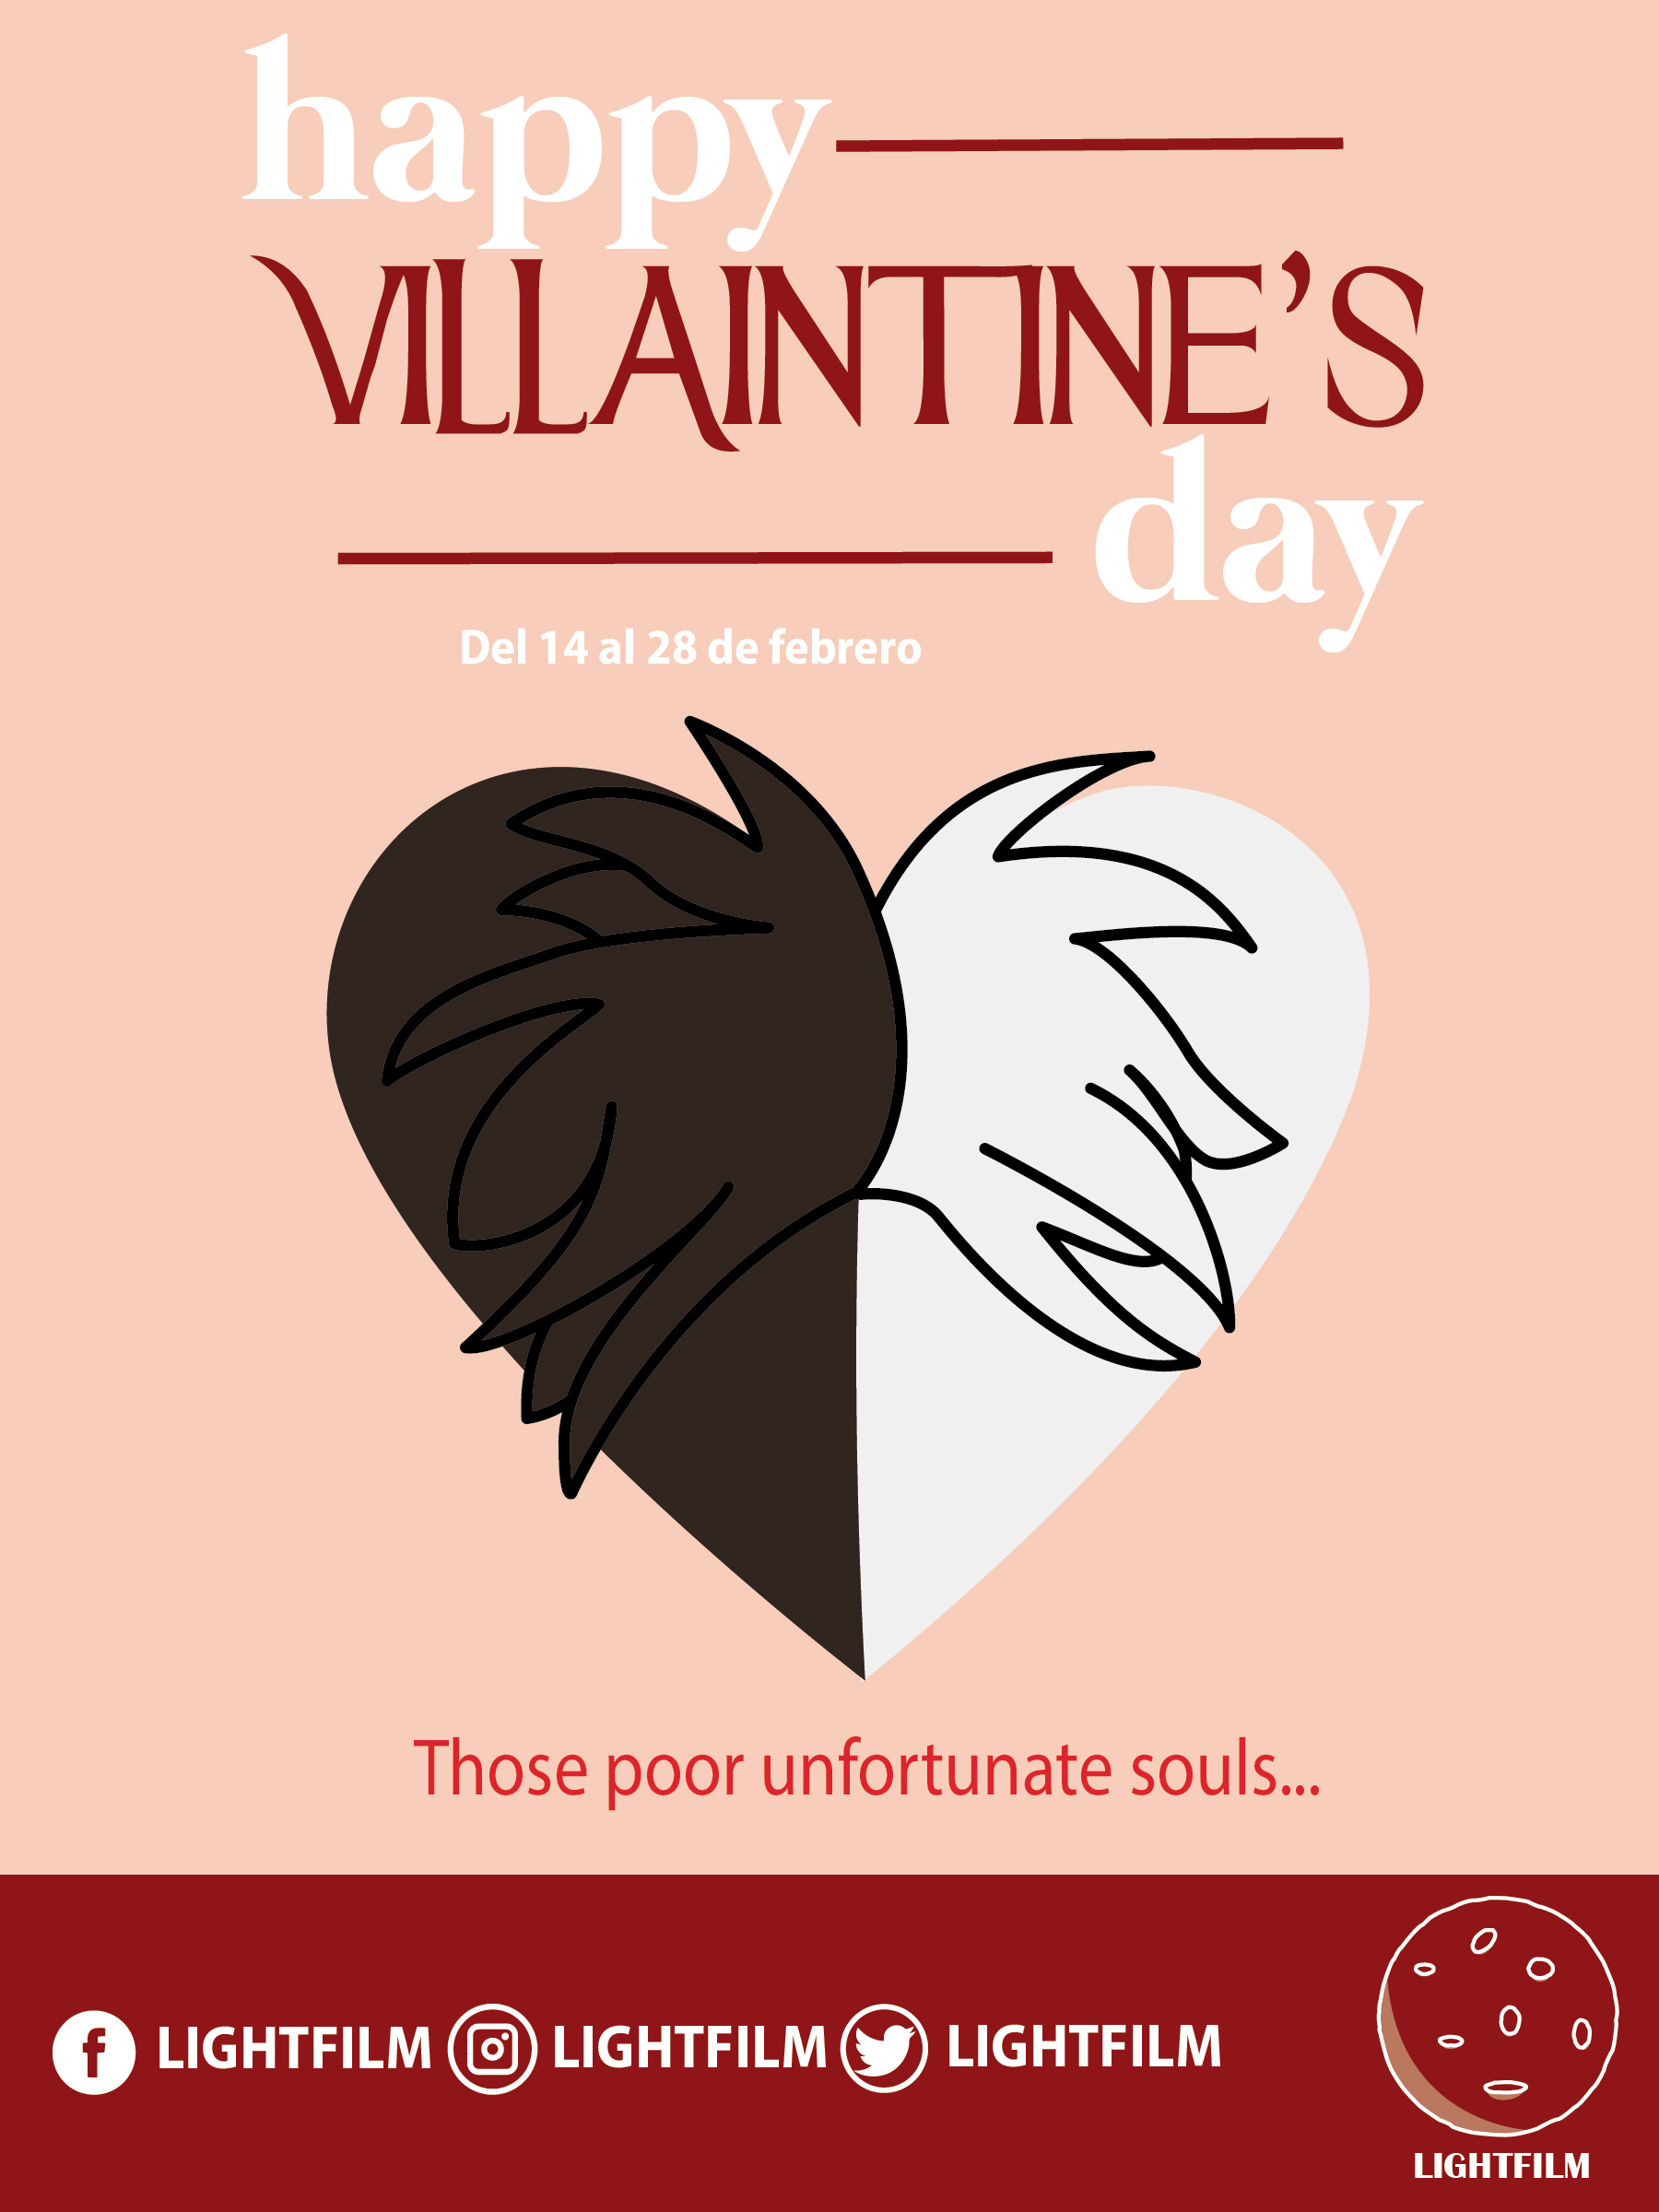 happy
VILLAINTINE'S
day
Del 14 al 28 de febrero
Those poor unfortunate souls...
LIGHTFILM LIGHTFILM LIGHTFILM
LIGHTFILM